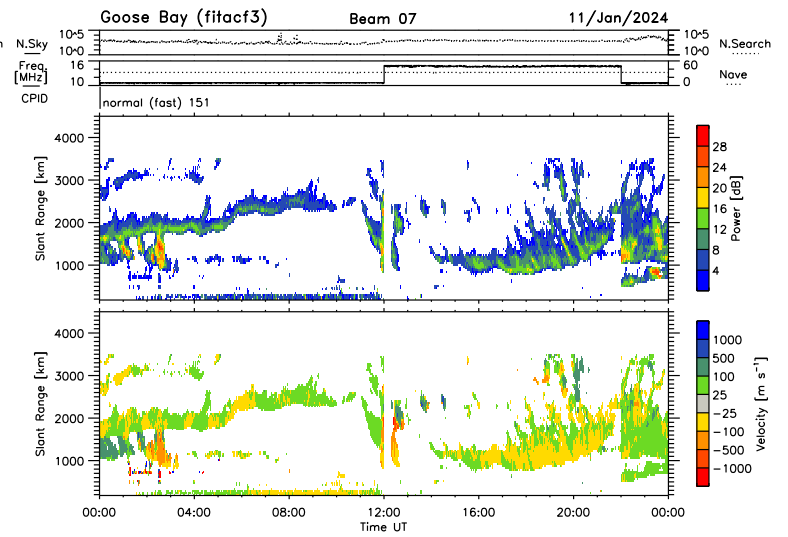 Goose Bay (fitacf3) Beam 07 11/Jan/2024
n N.Sky 10^5 10^0 10^5 10^0 N.Search
Freq. [MHz] 16 10 60 0 Nave
CPID normal (fast) 151
Slant Range [km] 4000 3000 2000 1000
28 24 20 16 12 8 4 Power [dB]
Slant Range [km] 4000 3000 2000 1000
1000 500 100 25 -25 -100 -500 -1000 Velocity [m s⁻¹]
00:00 04:00 08:00 12:00 16:00 20:00 00:00
Time UT